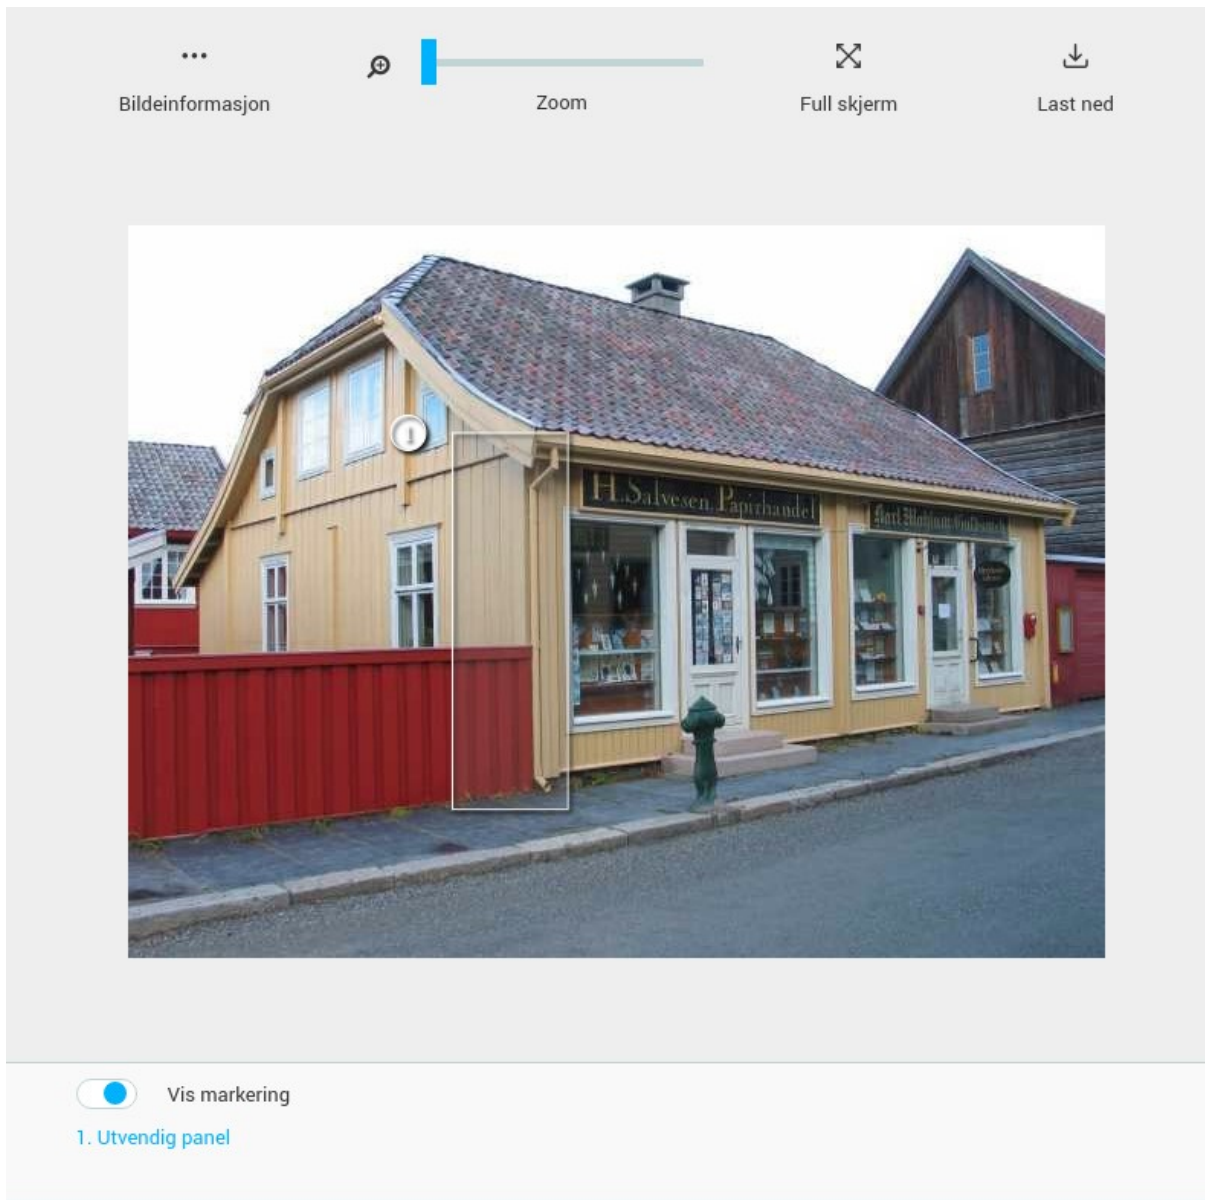 Bildeinformasjon
Zoom
Full skjerm
Last ned
H. Salvesen. Papirhandel
Vis markering
1. Utvendig panel